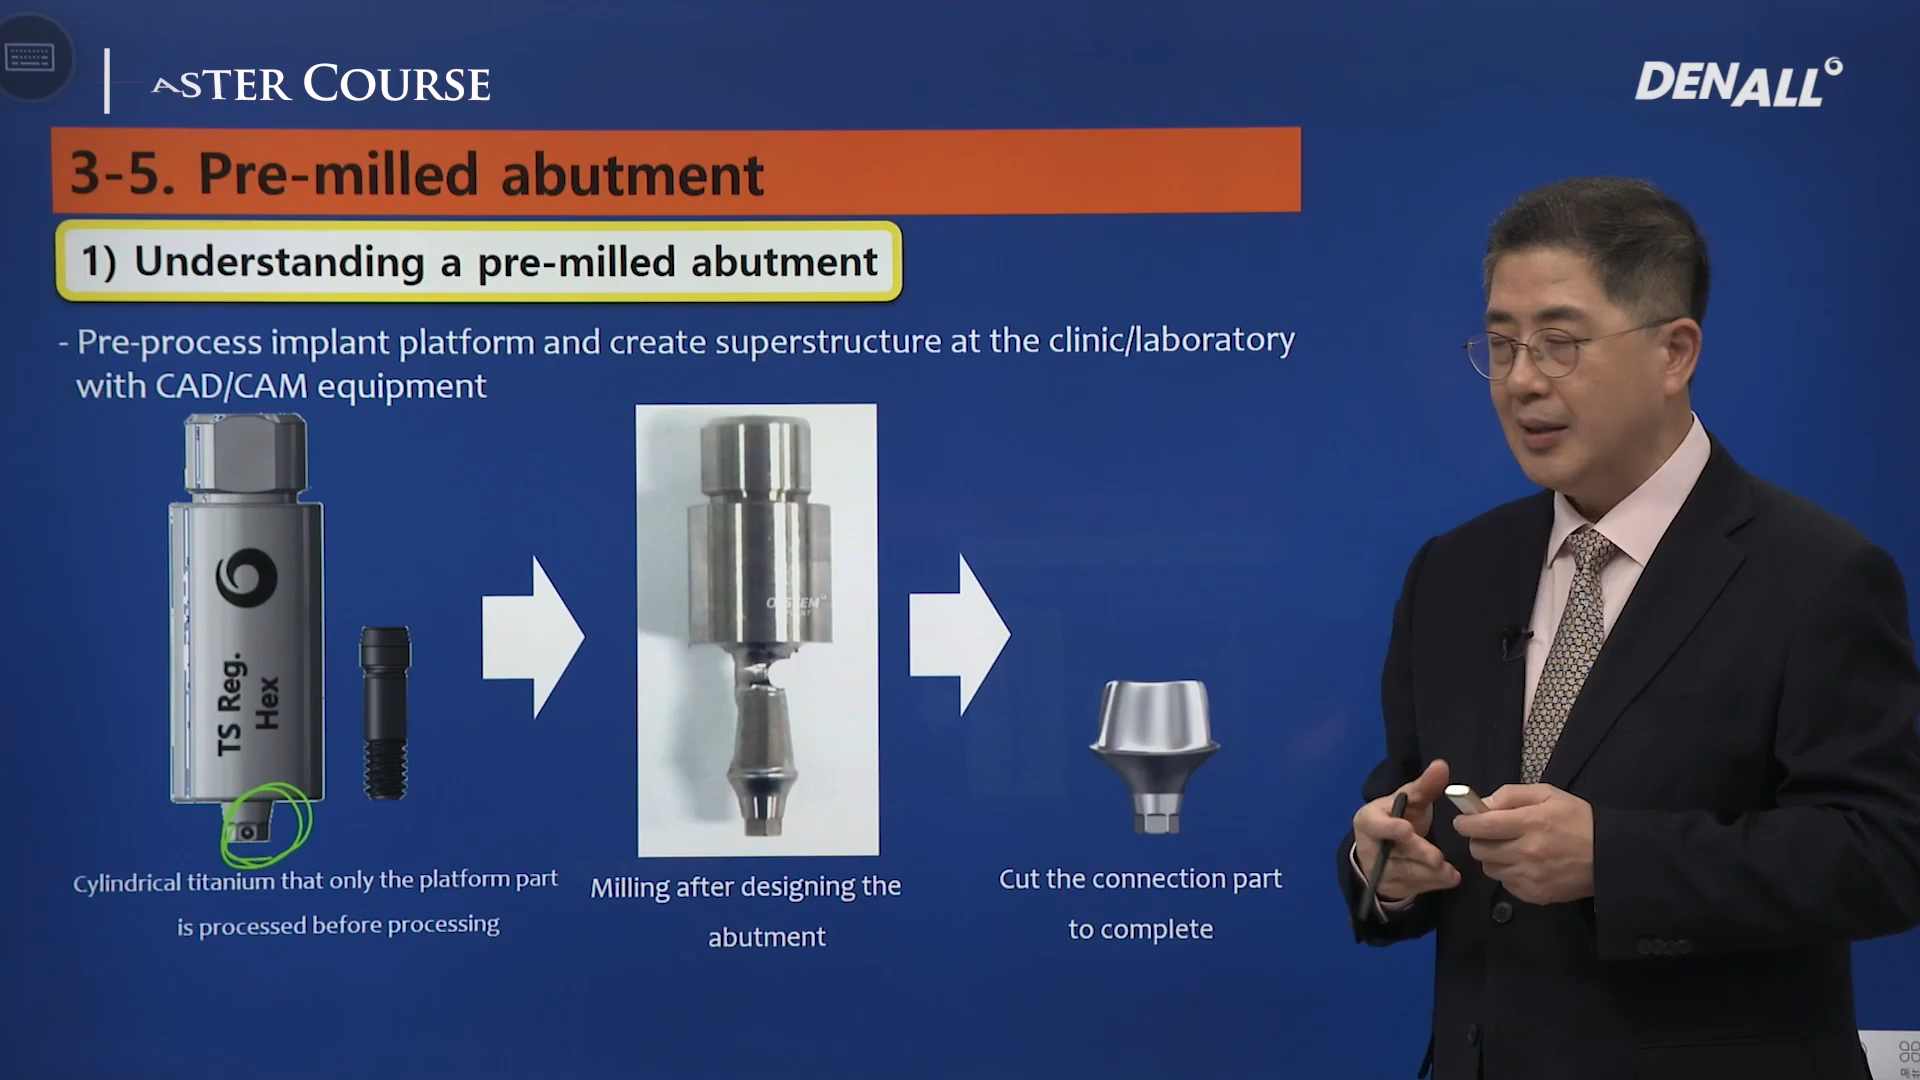 ASTER COURSE
DENALL
3-5. Pre-milled abutment
1) Understanding a pre-milled abutment
- Pre-process implant platform and create superstructure at the clinic/laboratory
with CAD/CAM equipment
TS Reg.
Hex
Cylindrical titanium that only the platform part
is processed before processing
Milling after designing the
abutment
Cut the connection part
to complete